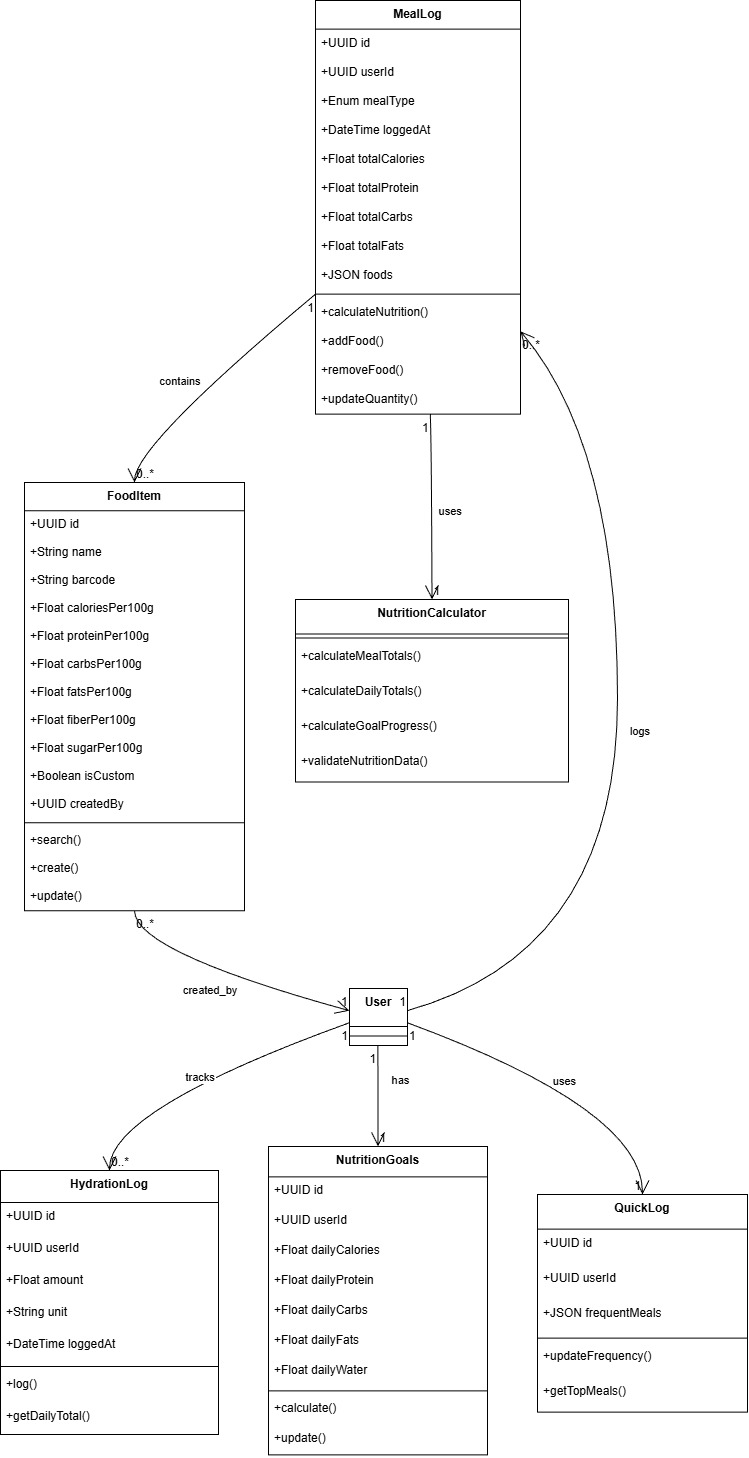 MealLog
+UUID id
+UUID userId
+Enum mealType
+DateTime loggedAt
+Float totalCalories
+Float totalProtein
+Float totalCarbs
+Float totalFats
+JSON foods
+calculateNutrition()
+addFood()
+removeFood()
+updateQuantity()
1
0..*
contains
1
uses
0..*
1
FoodItem
+UUID id
+String name
+String barcode
+Float caloriesPer100g
+Float proteinPer100g
+Float carbsPer100g
+Float fatsPer100g
+Float fiberPer100g
+Float sugarPer100g
+Boolean isCustom
+UUID createdBy
+search()
+create()
+update()
NutritionCalculator
+calculateMealTotals()
+calculateDailyTotals()
+calculateGoalProgress()
+validateNutritionData()
logs
0..*
created_by
1
User
1
1
1
1
tracks
has
uses
0..*
1
1
HydrationLog
+UUID id
+UUID userId
+Float amount
+String unit
+DateTime loggedAt
+log()
+getDailyTotal()
NutritionGoals
+UUID id
+UUID userId
+Float dailyCalories
+Float dailyProtein
+Float dailyCarbs
+Float dailyFats
+Float dailyWater
+calculate()
+update()
QuickLog
+UUID id
+UUID userId
+JSON frequentMeals
+updateFrequency()
+getTopMeals()